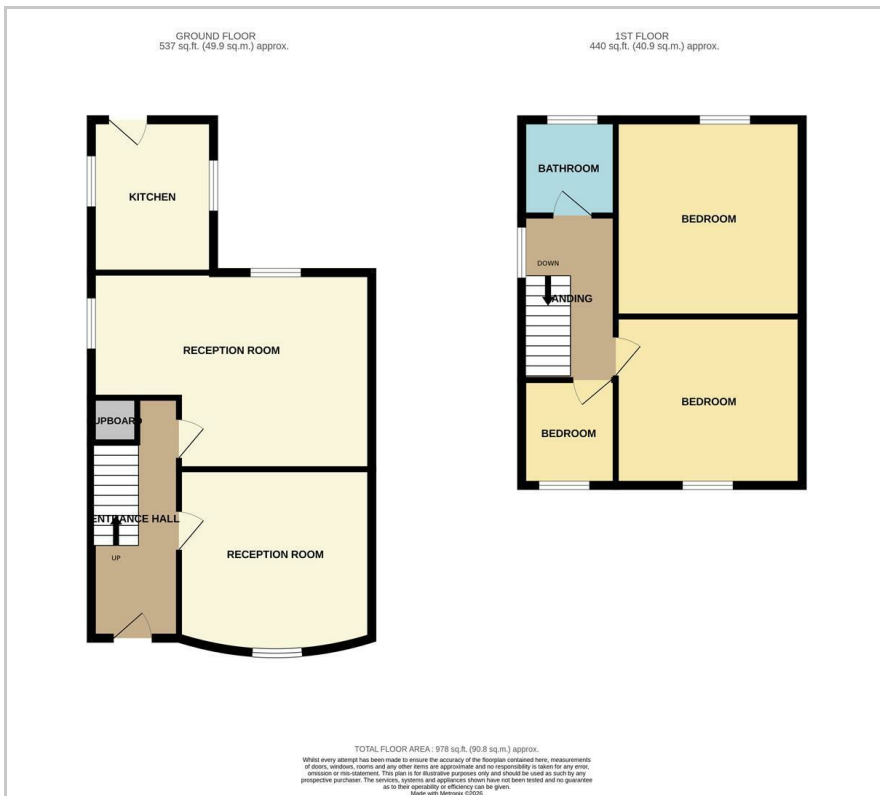 GROUND FLOOR
537 sq.ft. (49.9 sq.m.) approx.
KITCHEN
RECEPTION ROOM
UPBOARD
ENTRANCE HALL
UP
RECEPTION ROOM
1ST FLOOR
440 sq.ft. (40.9 sq.m.) approx.
BATHROOM
BEDROOM
DOWN
LANDING
BEDROOM
BEDROOM
TOTAL FLOOR AREA : 978 sq.ft. (90.8 sq.m.) approx.
Whilst every attempt has been made to ensure the accuracy of the floorplan contained here, measurements
of doors, windows, rooms and any other items are approximate and no responsibility is taken for any error,
omission or mis-statement. This plan is for illustrative purposes only and should be used as such by any
prospective purchaser. The services, systems and appliances shown have not been tested and no guarantee
as to their operability or efficiency can be given.
Made with Metropix ©2026